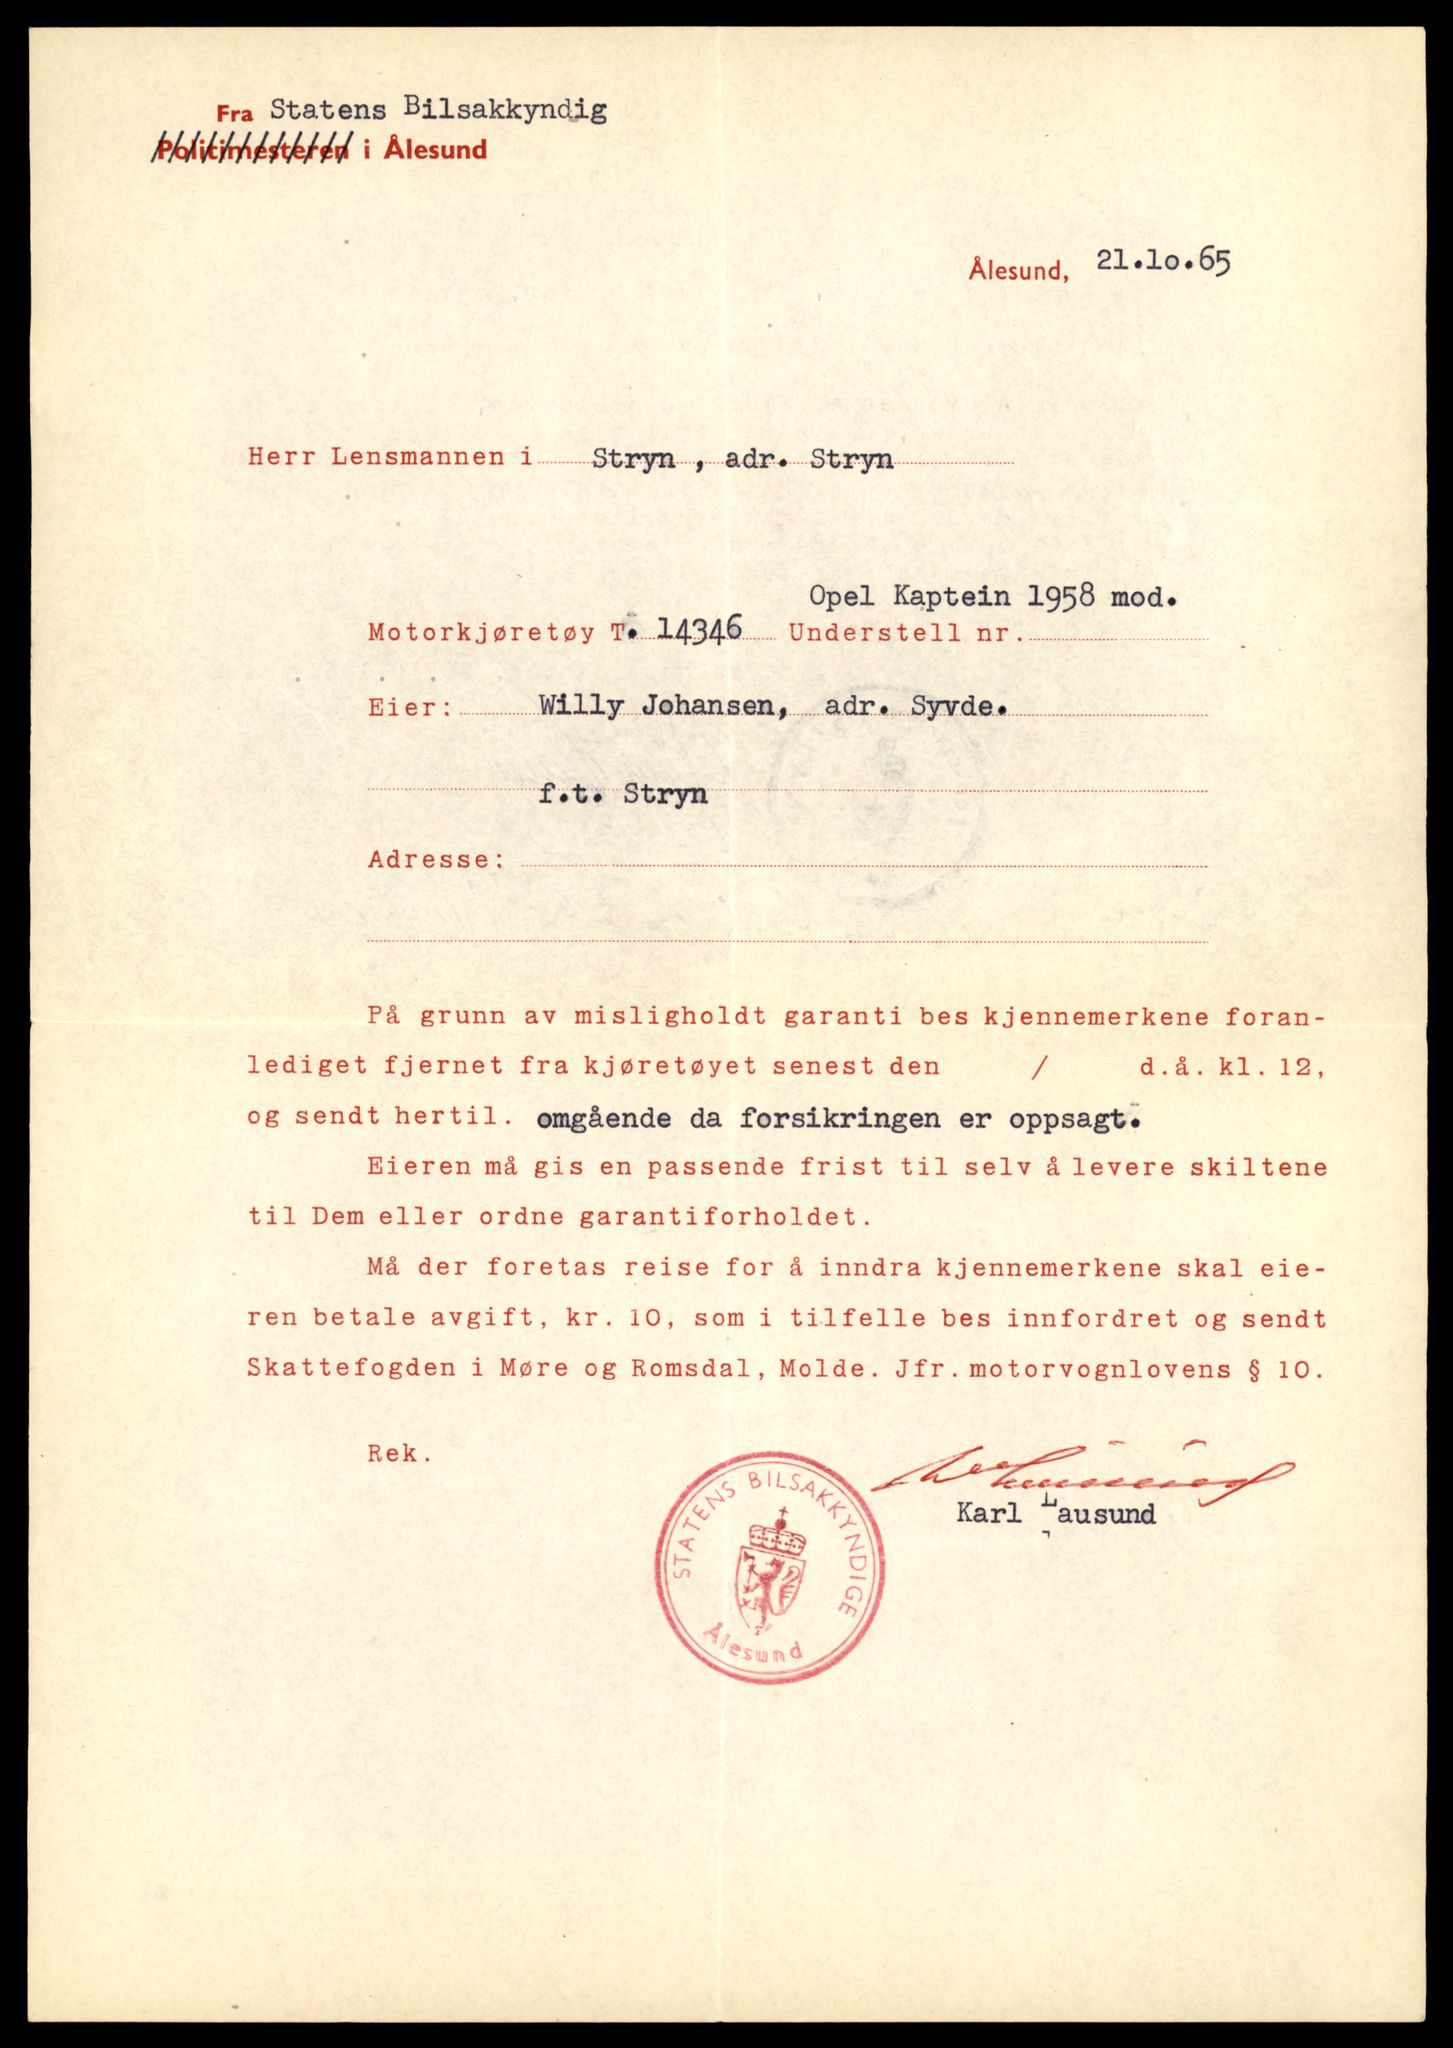 Fra Statens Bilsakkyndig
Politimesteren i Ålesund
Ålesund, 21.10.65
Herr Lensmannen i Stryn , adr. Stryn
Opel Kaptein 1958 mod.
Motorkjøretøy T. 14346 Understell nr.
Eier: Willy Johansen, adr. Syvde.
f.t. Stryn
Adresse:
På grunn av misligholdt garanti bes kjennemerkene foran-
lediget fjernet fra kjøretøyet senest den / d.å. kl. 12,
og sendt hertil. omgående da forsikringen er oppsagt.
Eieren må gis en passende frist til selv å levere skiltene
til Dem eller ordne garantiforholdet.
Må der foretas reise for å inndra kjennemerkene skal eie-
ren betale avgift, kr. 10, som i tilfelle bes innfordret og sendt
Skattefogden i Møre og Romsdal, Molde. Jfr. motorvognlovens § 10.
Rek.
Karl Lausund
STATENS BILSAKKYNDIGE
Ålesund